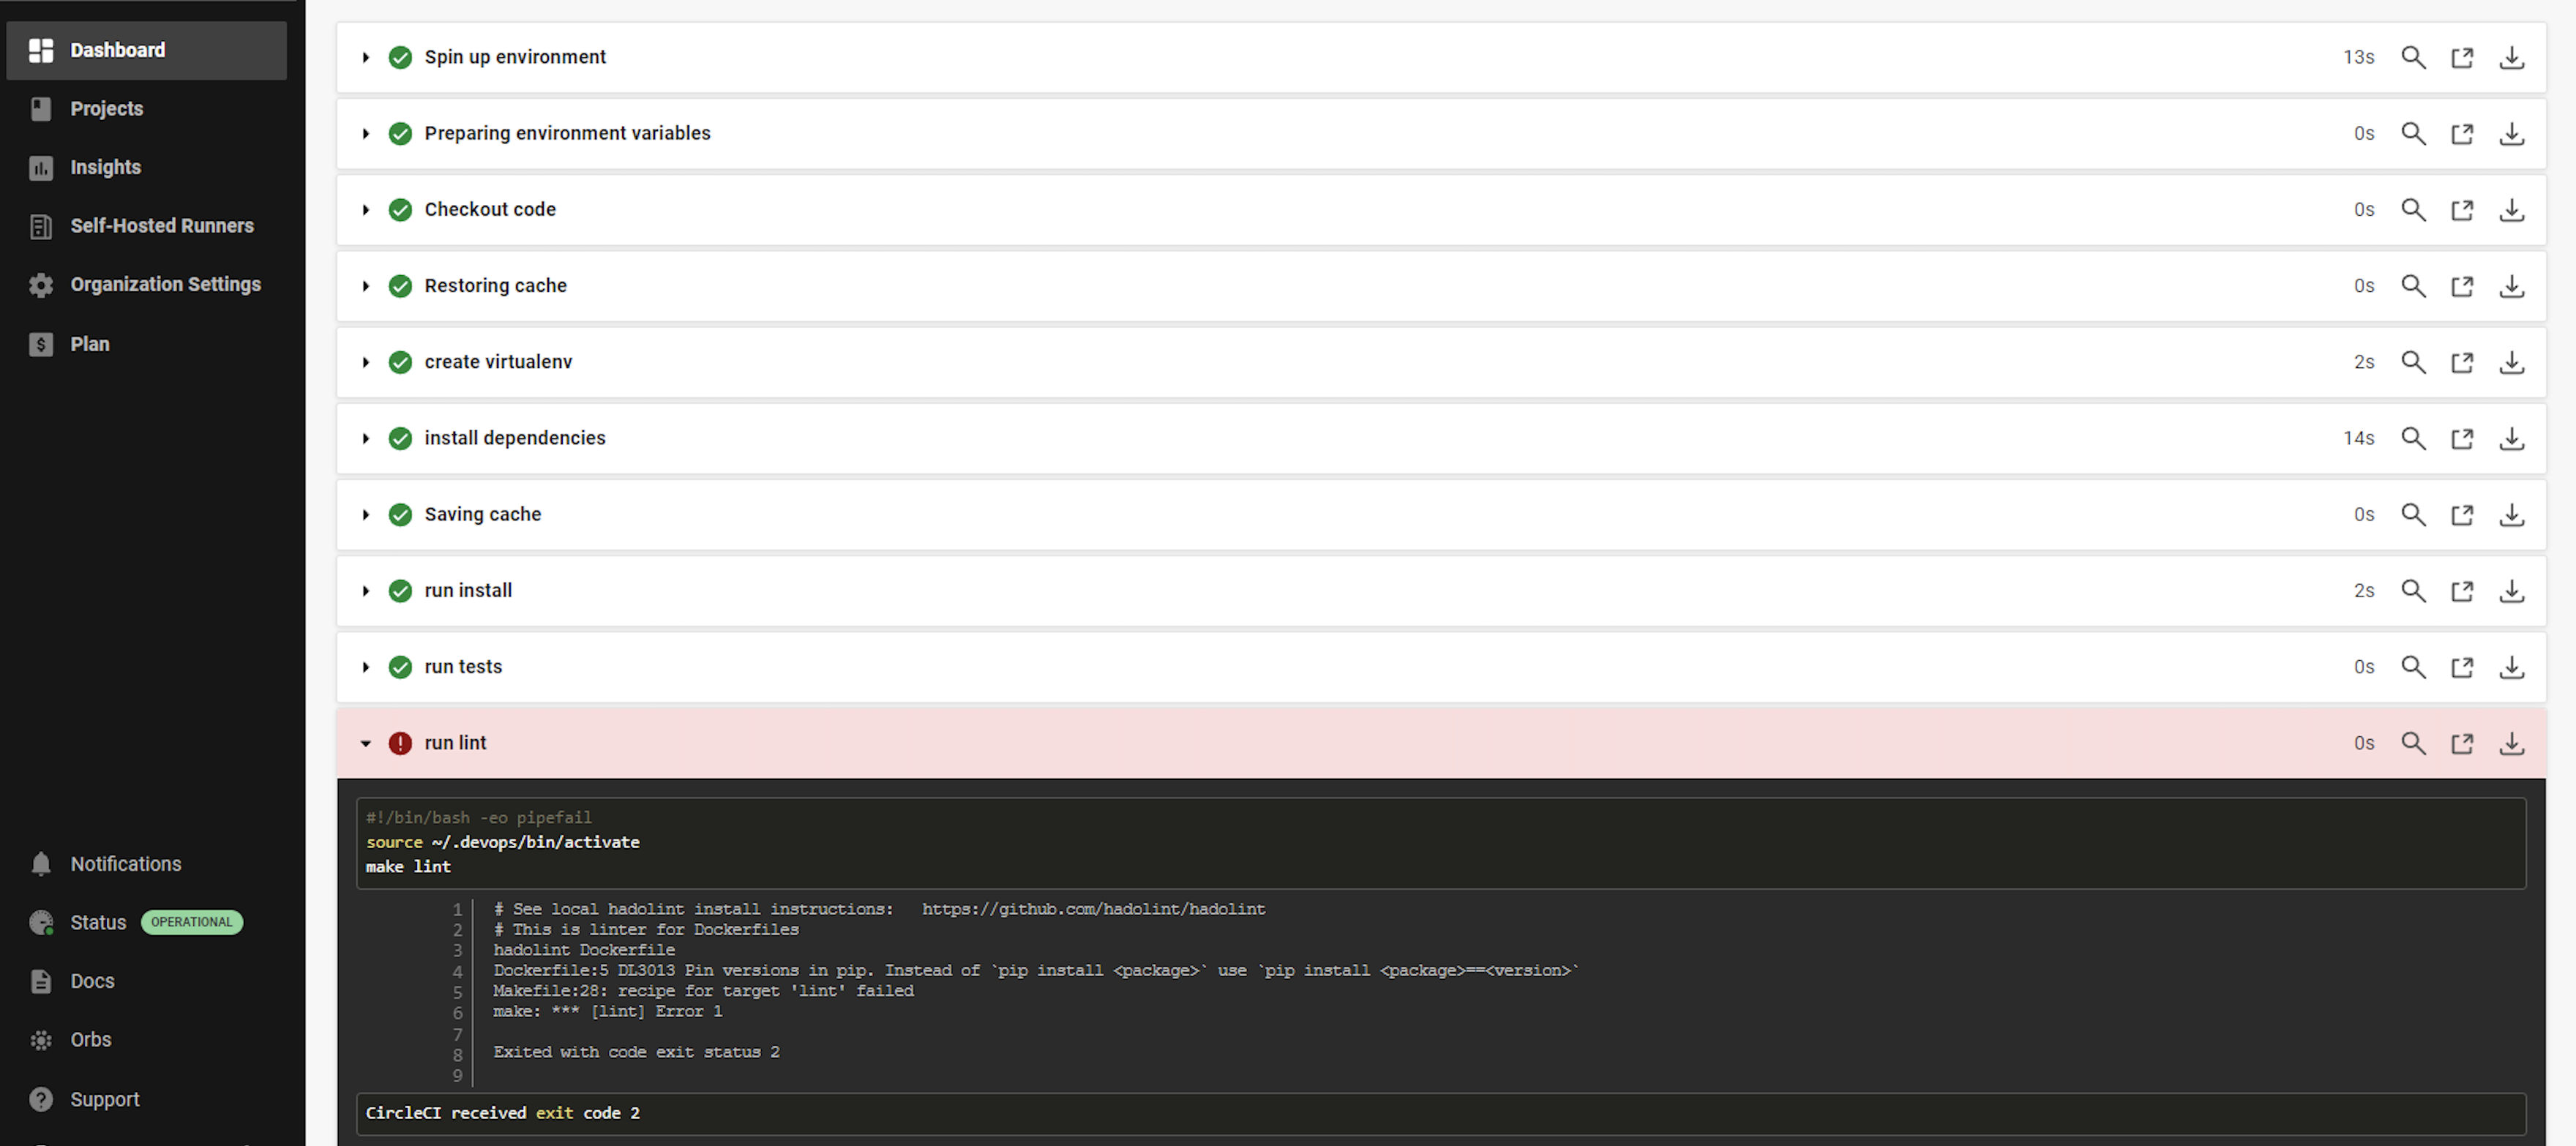 Dashboard
Projects
Insights
Self-Hosted Runners
Organization Settings
Plan
Notifications
Status OPERATIONAL
Docs
Orbs
Support
Spin up environment 13s
Preparing environment variables 0s
Checkout code 0s
Restoring cache 0s
create virtualenv 2s
install dependencies 14s
Saving cache 0s
run install 2s
run tests 0s
run lint 0s
#!/bin/bash -eo pipefail
source ~/.devops/bin/activate
make lint
1 # See local hadolint install instructions:   https://github.com/hadolint/hadolint
2 # This is linter for Dockerfiles
3 hadolint Dockerfile
4 Dockerfile:5 DL3013 Pin versions in pip. Instead of `pip install <package>` use `pip install <package>==<version>`
5 Makefile:28: recipe for target 'lint' failed
6 make: *** [lint] Error 1
7
8 Exited with code exit status 2
9
CircleCI received exit code 2